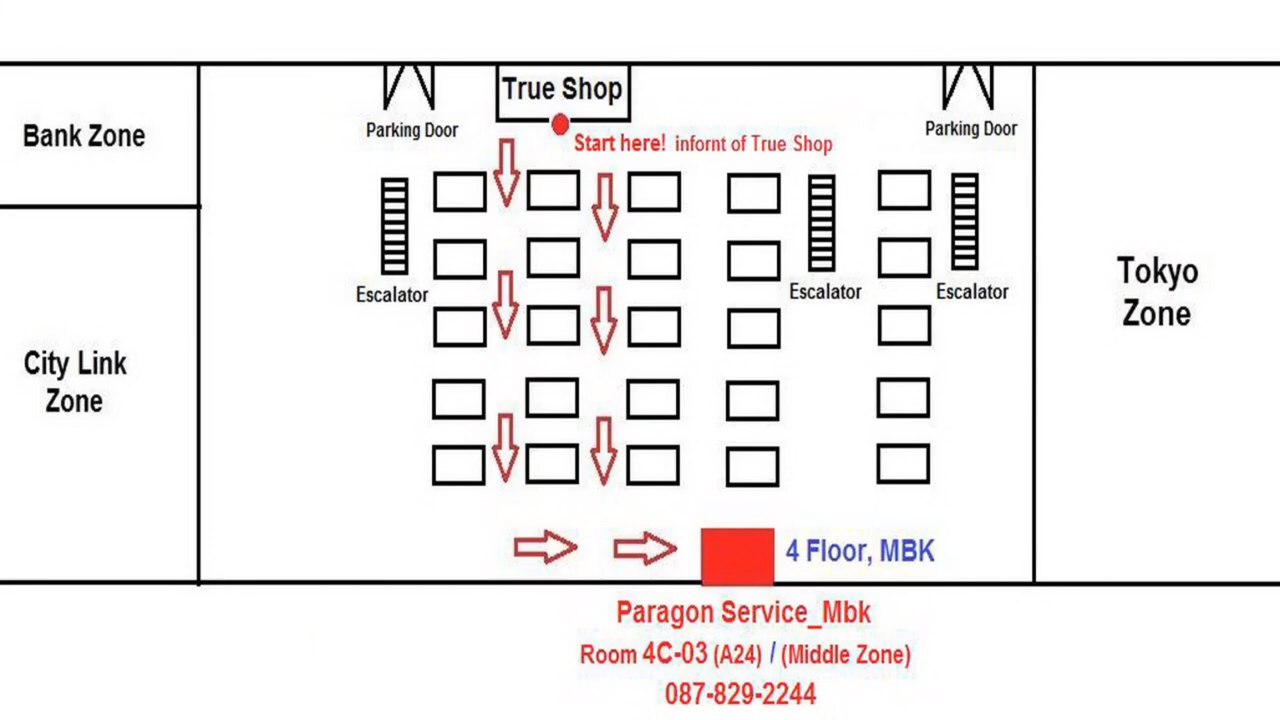 True Shop
Parking Door
Parking Door
Bank Zone
Start here! infornt of True Shop
Escalator
Escalator
Escalator
Tokyo
Zone
City Link
Zone
4 Floor, MBK
Paragon Service_Mbk
Room 4C-03 (A24) / (Middle Zone)
087-829-2244